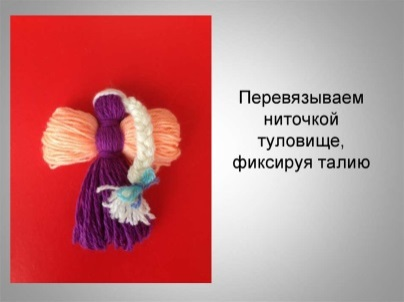 Перевязываем
ниточкой
туловище,
фиксируя талию